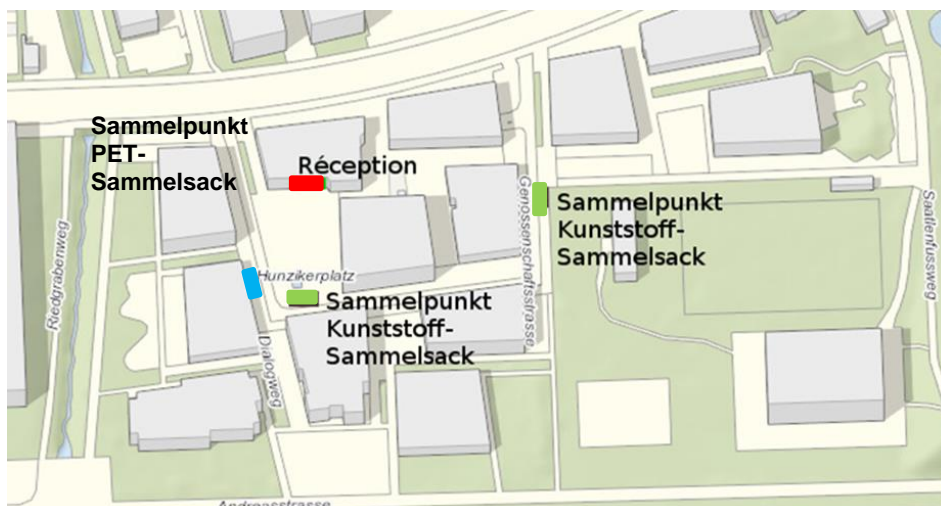 Sammelpunkt
PET-
Sammelsack
Réception
Sammelpunkt
Kunststoff-
Sammelsack
Hunzikerplatz
Sammelpunkt
Kunststoff-
Sammelsack
Riedgrabenweg
Dialogweg
Genossenschaftsstrasse
Saatlenfussweg
Andreasstrasse